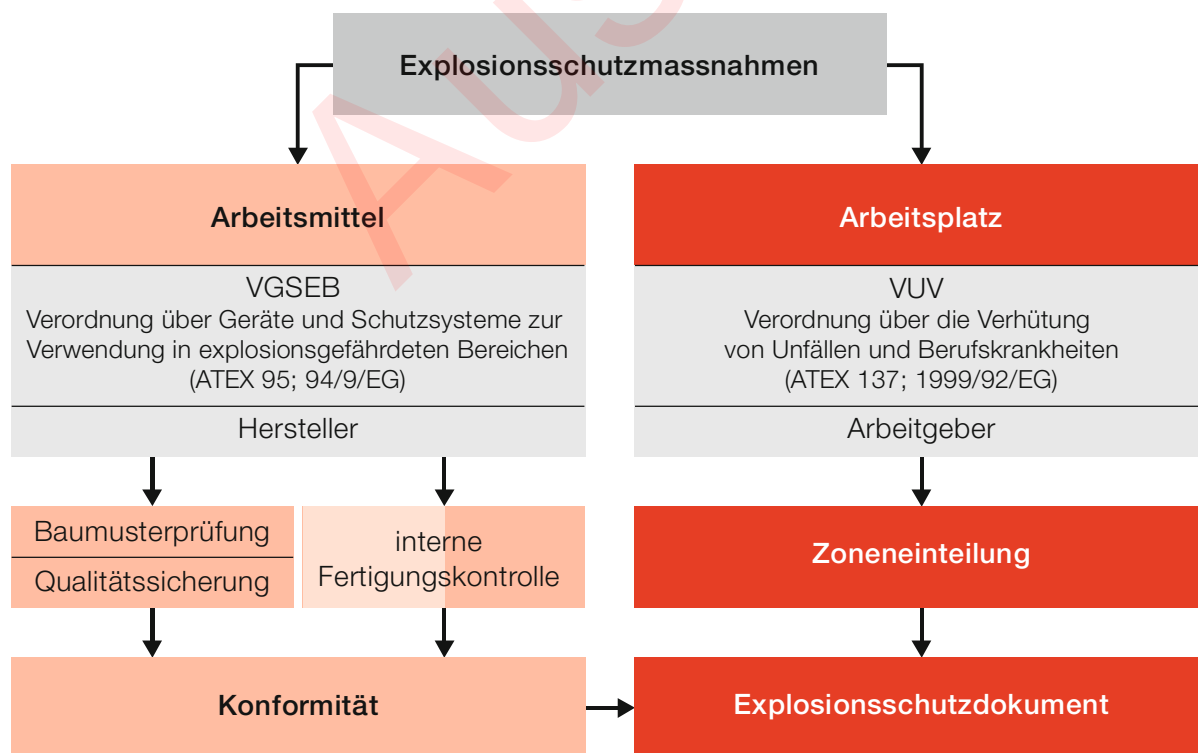 Explosionsschutzmassnahmen
Arbeitsmittel
VGSEB
Verordnung über Geräte und Schutzsysteme zur
Verwendung in explosionsgefährdeten Bereichen
(ATEX 95; 94/9/EG)
Hersteller
Baumusterprüfung
Qualitätssicherung
interne
Fertigungskontrolle
Konformität
Arbeitsplatz
VUV
Verordnung über die Verhütung
von Unfällen und Berufskrankheiten
(ATEX 137; 1999/92/EG)
Arbeitgeber
Zoneneinteilung
Explosionsschutzdokument